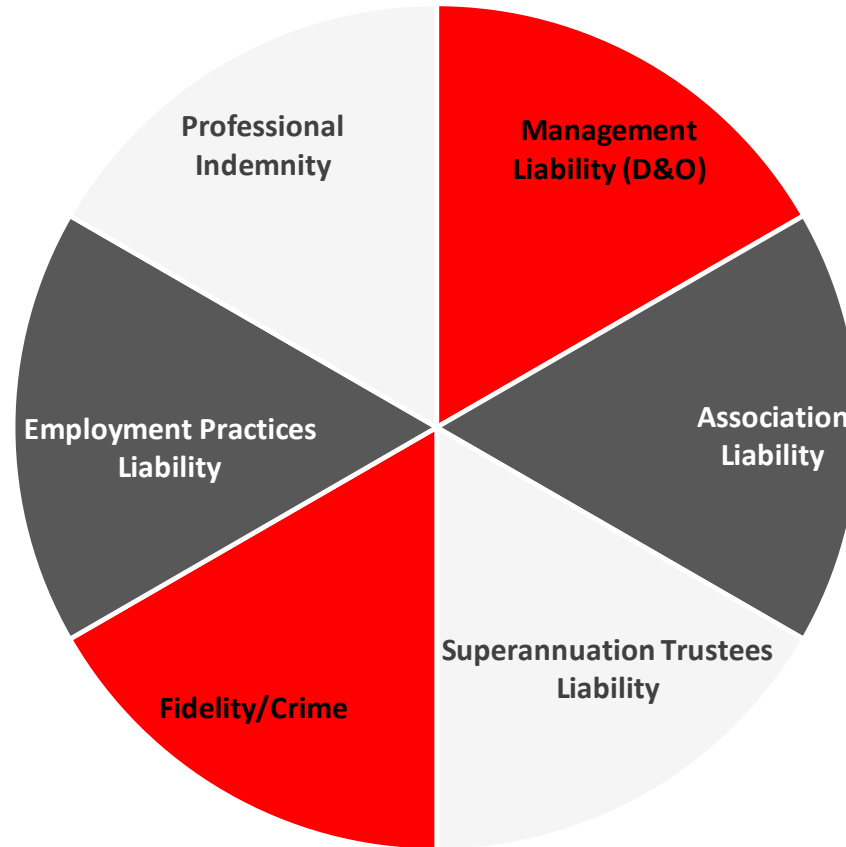 Professional
Indemnity
Management
Liability (D&O)
Association
Liability
Employment Practices
Liability
Superannuation Trustees
Liability
Fidelity/Crime